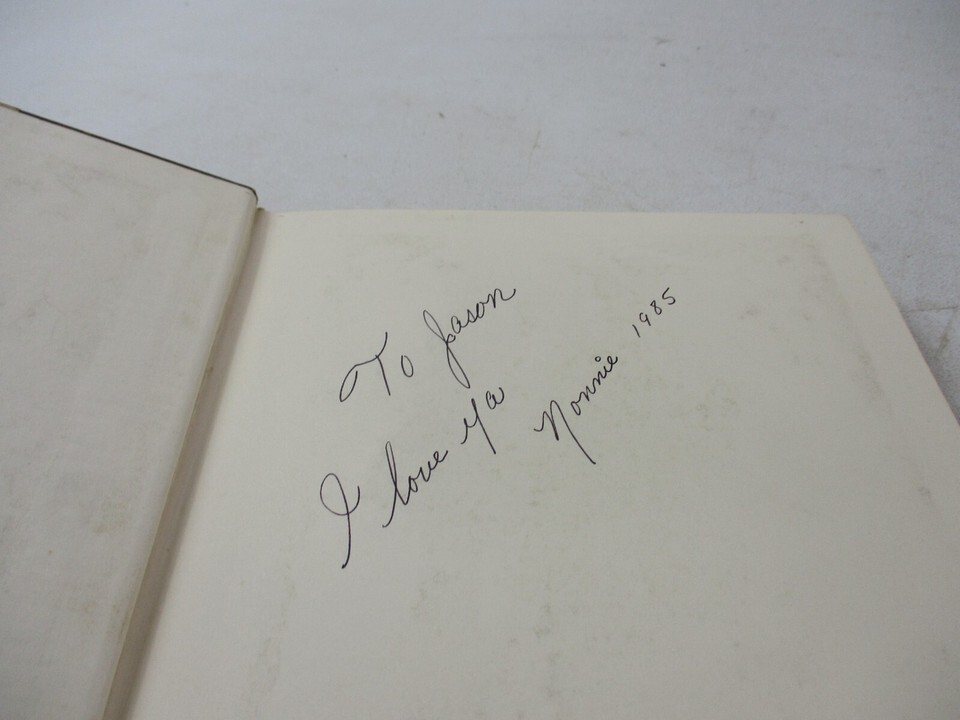 To Jason
I love ya
Nonnie 1985